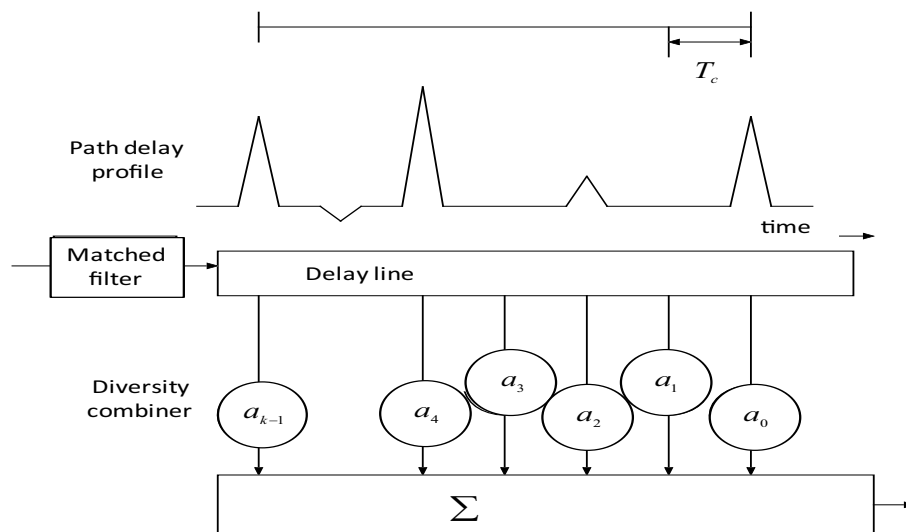 T_c
Path delay
profile
time
Matched
filter
Delay line
Diversity
combiner
a_{k-1}
a_4
a_3
a_2
a_1
a_0
Σ